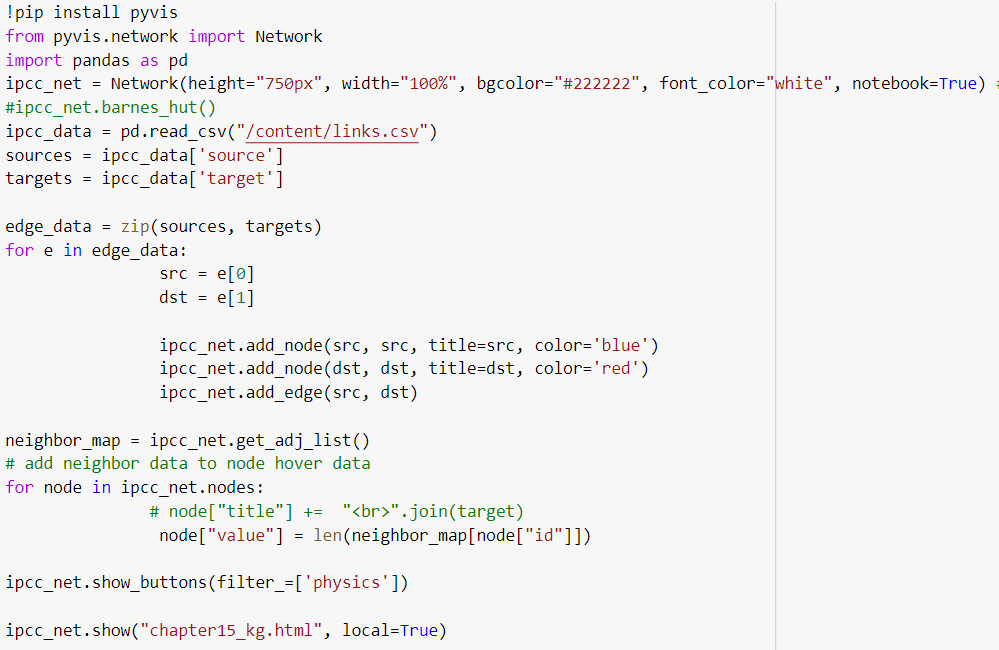 !pip install pyvis
from pyvis.network import Network
import pandas as pd
ipcc_net = Network(height="750px", width="100%", bgcolor="#222222", font_color="white", notebook=True) #
#ipcc_net.barnes_hut()
ipcc_data = pd.read_csv("/content/links.csv")
sources = ipcc_data['source']
targets = ipcc_data['target']

edge_data = zip(sources, targets)
for e in edge_data:
                src = e[0]
                dst = e[1]

                ipcc_net.add_node(src, src, title=src, color='blue')
                ipcc_net.add_node(dst, dst, title=dst, color='red')
                ipcc_net.add_edge(src, dst)

neighbor_map = ipcc_net.get_adj_list()
# add neighbor data to node hover data
for node in ipcc_net.nodes:
               # node["title"] +=  "<br>".join(target)
                node["value"] = len(neighbor_map[node["id"]])

ipcc_net.show_buttons(filter_=['physics'])

ipcc_net.show("chapter15_kg.html", local=True)